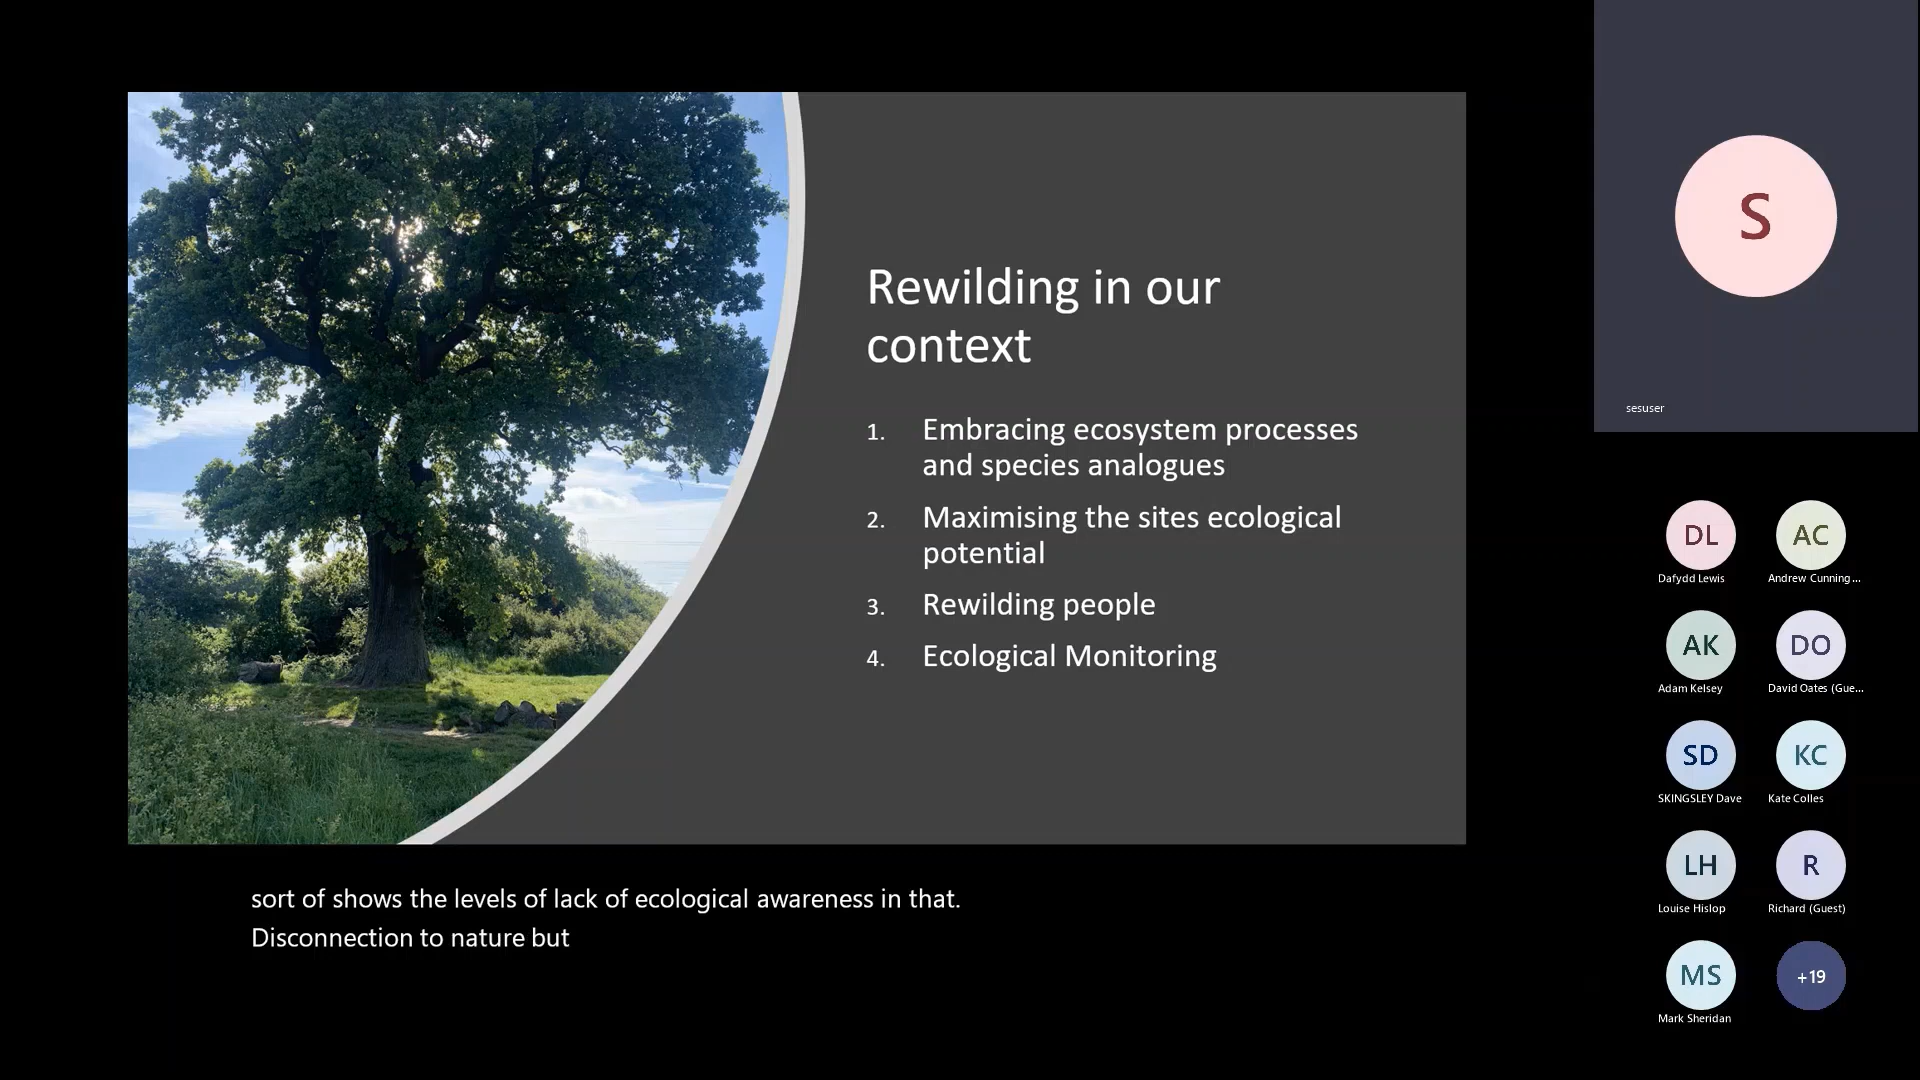 Rewilding in our
context
1. Embracing ecosystem processes
and species analogues
2. Maximising the sites ecological
potential
3. Rewilding people
4. Ecological Monitoring
sort of shows the levels of lack of ecological awareness in that.
Disconnection to nature but
S
sesuser
DL
Dafydd Lewis
AC
Andrew Cunning...
AK
Adam Kelsey
DO
David Oates (Gue...
SD
SKINGSLEY Dave
KC
Kate Colles
LH
Louise Hislop
R
Richard (Guest)
MS
Mark Sheridan
+19